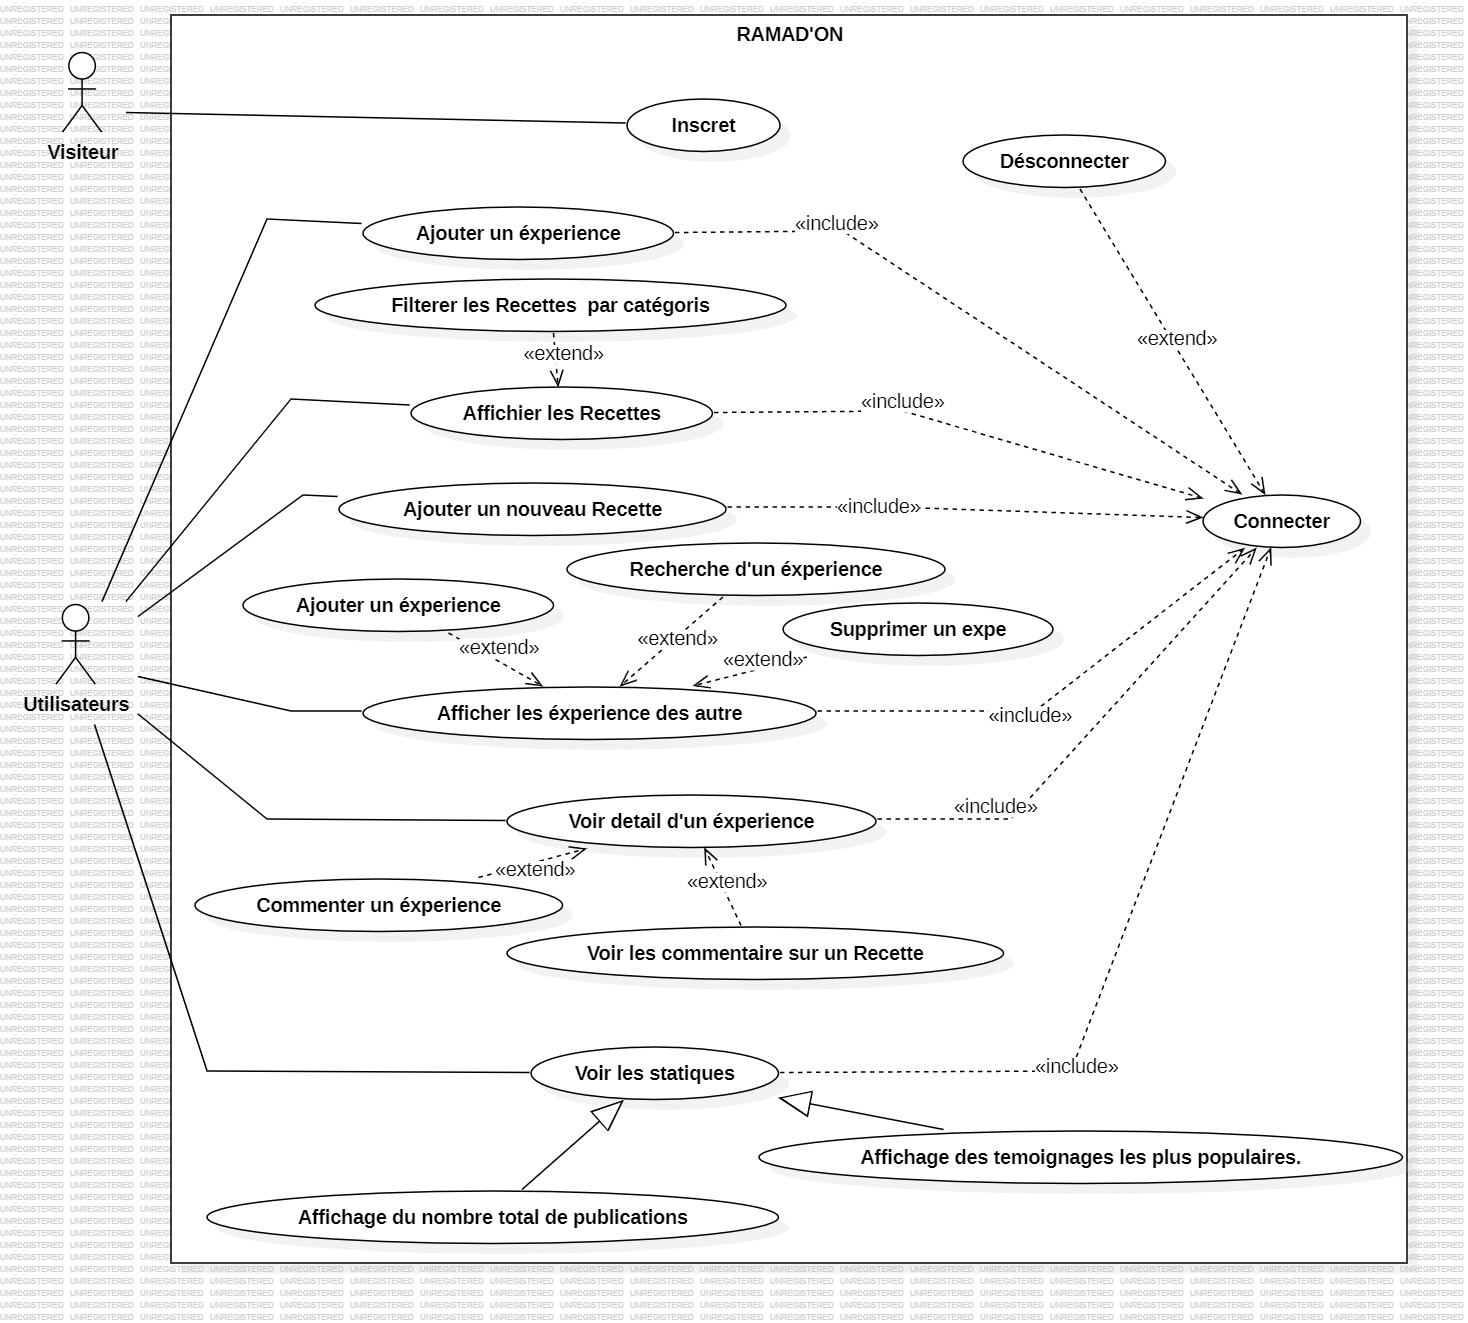 RAMAD'ON
Visiteur
Inscret
Désconnecter
Ajouter un éxperience
«include»
Filterer les Recettes  par catégoris
«extend»
«extend»
Affichier les Recettes
«include»
Ajouter un nouveau Recette
«include»
Connecter
Recherche d'un éxperience
Ajouter un éxperience
Supprimer un expe
«extend»
«extend»
«extend»
Utilisateurs
Afficher les éxperience des autre
«include»
Voir detail d'un éxperience
«include»
«extend»
«extend»
Commenter un éxperience
Voir les commentaire sur un Recette
Voir les statiques
«include»
Affichage des temoignages les plus populaires.
Affichage du nombre total de publications
UNREGISTERED